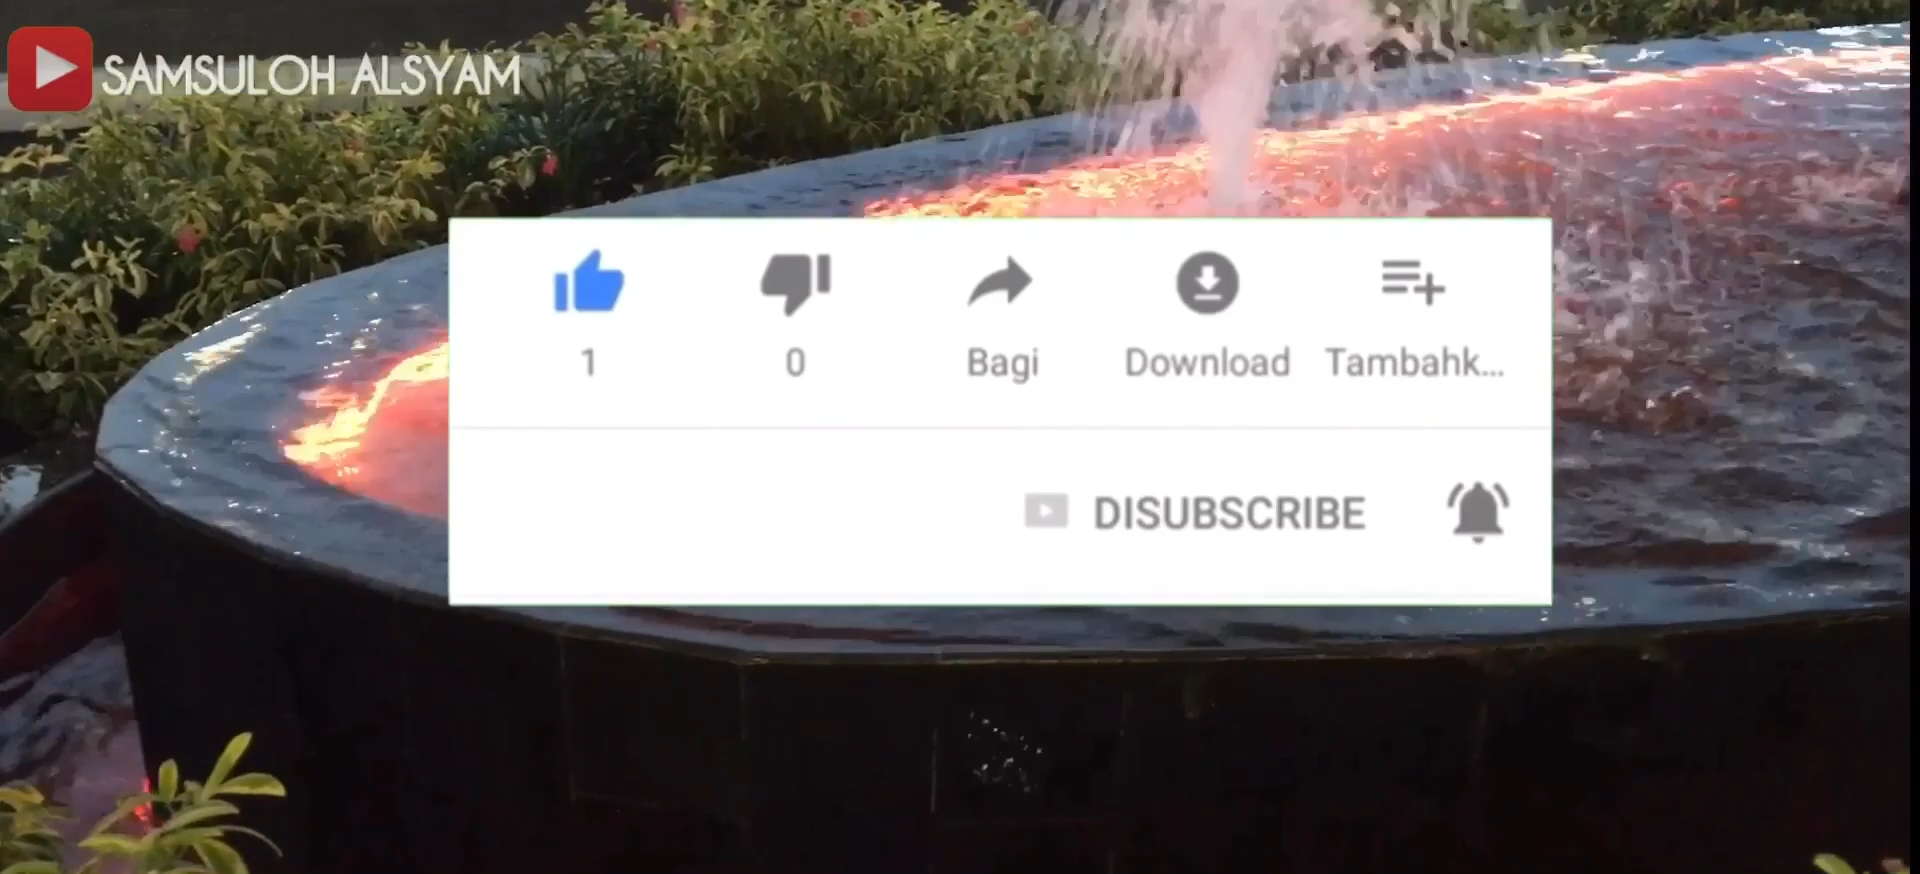 SAMSULOH ALSYAM
1
0
Bagi
Download
Tambahk...
DISUBSCRIBE